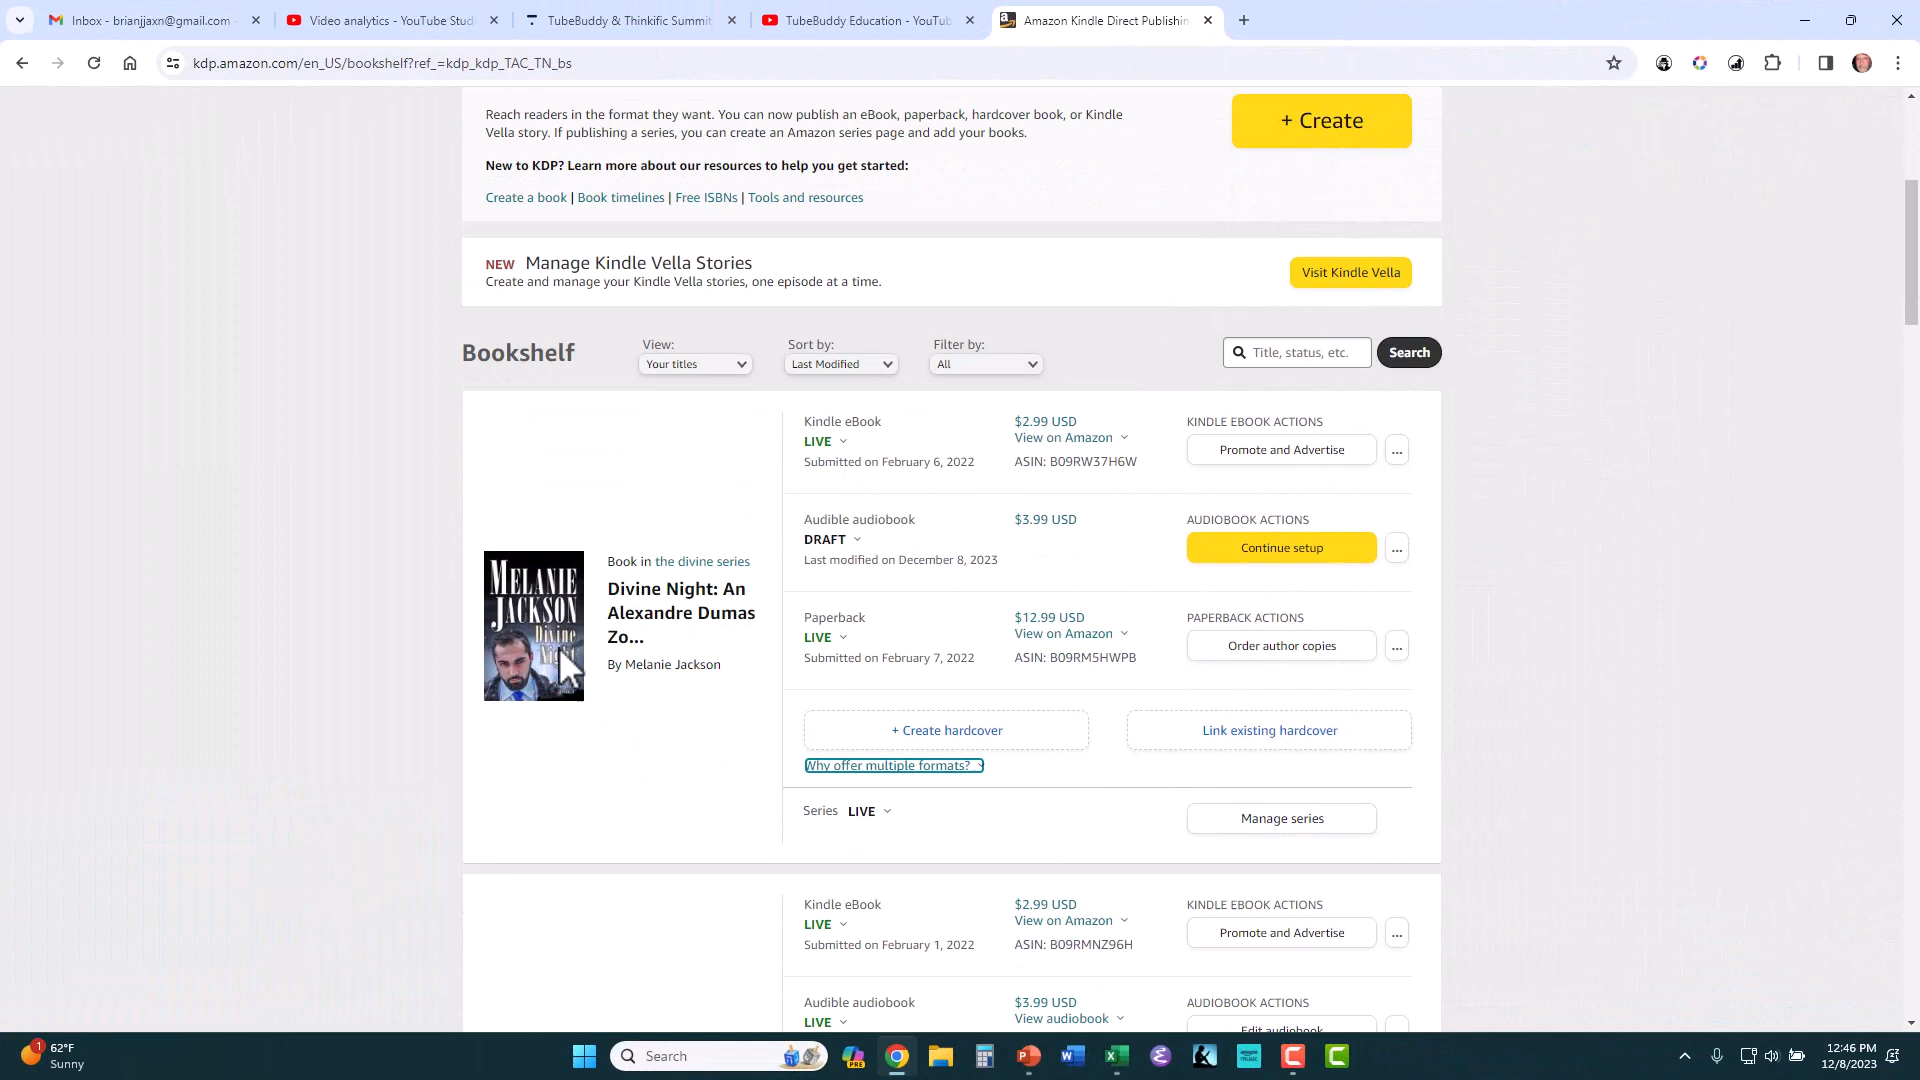 Inbox - brianjjaxn@gmail.com -
Video analytics - YouTube Stud
TubeBuddy & Thinkific Summit
TubeBuddy Education - YouTub
Amazon Kindle Direct Publishin
kdp.amazon.com/en_US/bookshelf?ref_=kdp_kdp_TAC_TN_bs
Reach readers in the format they want. You can now publish an eBook, paperback, hardcover book, or Kindle
Vella story. If publishing a series, you can create an Amazon series page and add your books.
+ Create
New to KDP? Learn more about our resources to help you get started:
Create a book | Book timelines | Free ISBNs | Tools and resources
NEW Manage Kindle Vella Stories
Create and manage your Kindle Vella stories, one episode at a time.
Visit Kindle Vella
Bookshelf
View:
Your titles
Sort by:
Last Modified
Filter by:
All
Title, status, etc.
Search
MELANIE
JACKSON
Divine
Book in the divine series
Divine Night: An
Alexandre Dumas
Zo...
By Melanie Jackson
Kindle eBook
LIVE
Submitted on February 6, 2022
$2.99 USD
View on Amazon
ASIN: B09RW37H6W
KINDLE EBOOK ACTIONS
Promote and Advertise
...
Audible audiobook
DRAFT
Last modified on December 8, 2023
$3.99 USD
AUDIOBOOK ACTIONS
Continue setup
...
Paperback
LIVE
Submitted on February 7, 2022
$12.99 USD
View on Amazon
ASIN: B09RM5HWPB
PAPERBACK ACTIONS
Order author copies
...
+ Create hardcover
Link existing hardcover
Why offer multiple formats?
Series LIVE
Manage series
Kindle eBook
LIVE
Submitted on February 1, 2022
$2.99 USD
View on Amazon
ASIN: B09RMNZ96H
KINDLE EBOOK ACTIONS
Promote and Advertise
...
Audible audiobook
LIVE
$3.99 USD
View audiobook
AUDIOBOOK ACTIONS
Edit audiobook
1
62°F
Sunny
Search
PRE
12:46 PM
12/8/2023